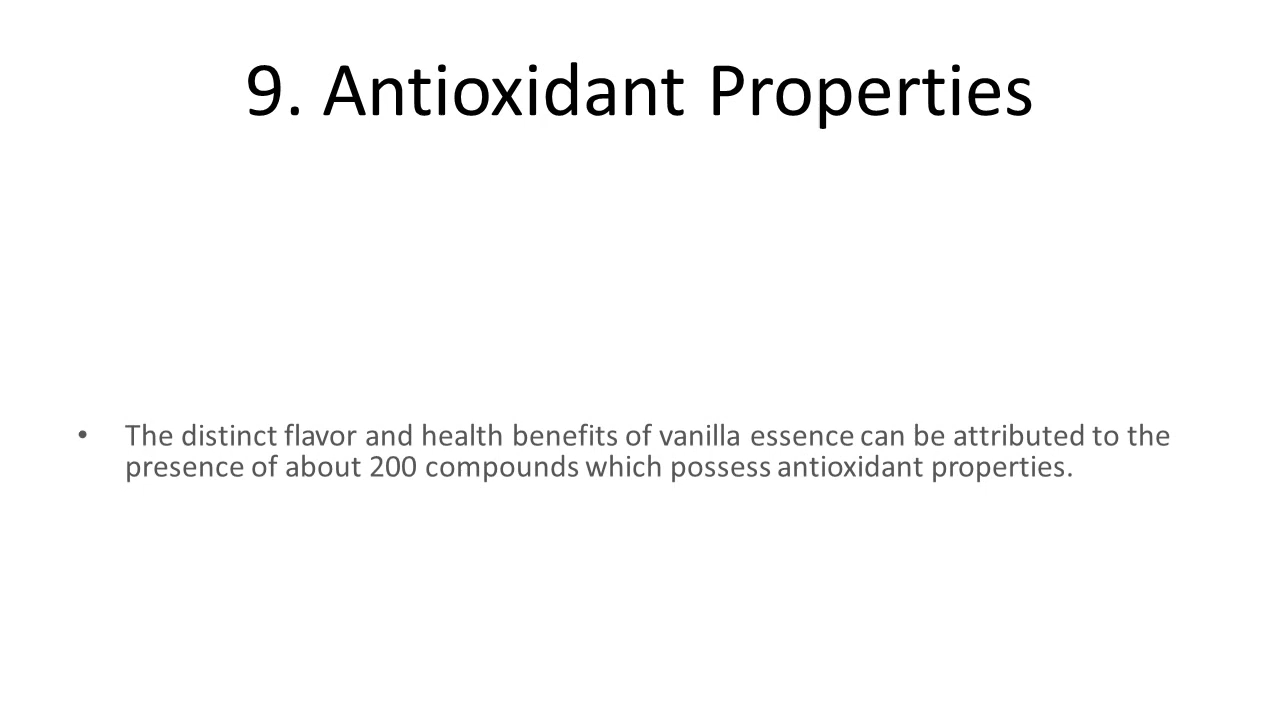 9. Antioxidant Properties
• The distinct flavor and health benefits of vanilla essence can be attributed to the
presence of about 200 compounds which possess antioxidant properties.